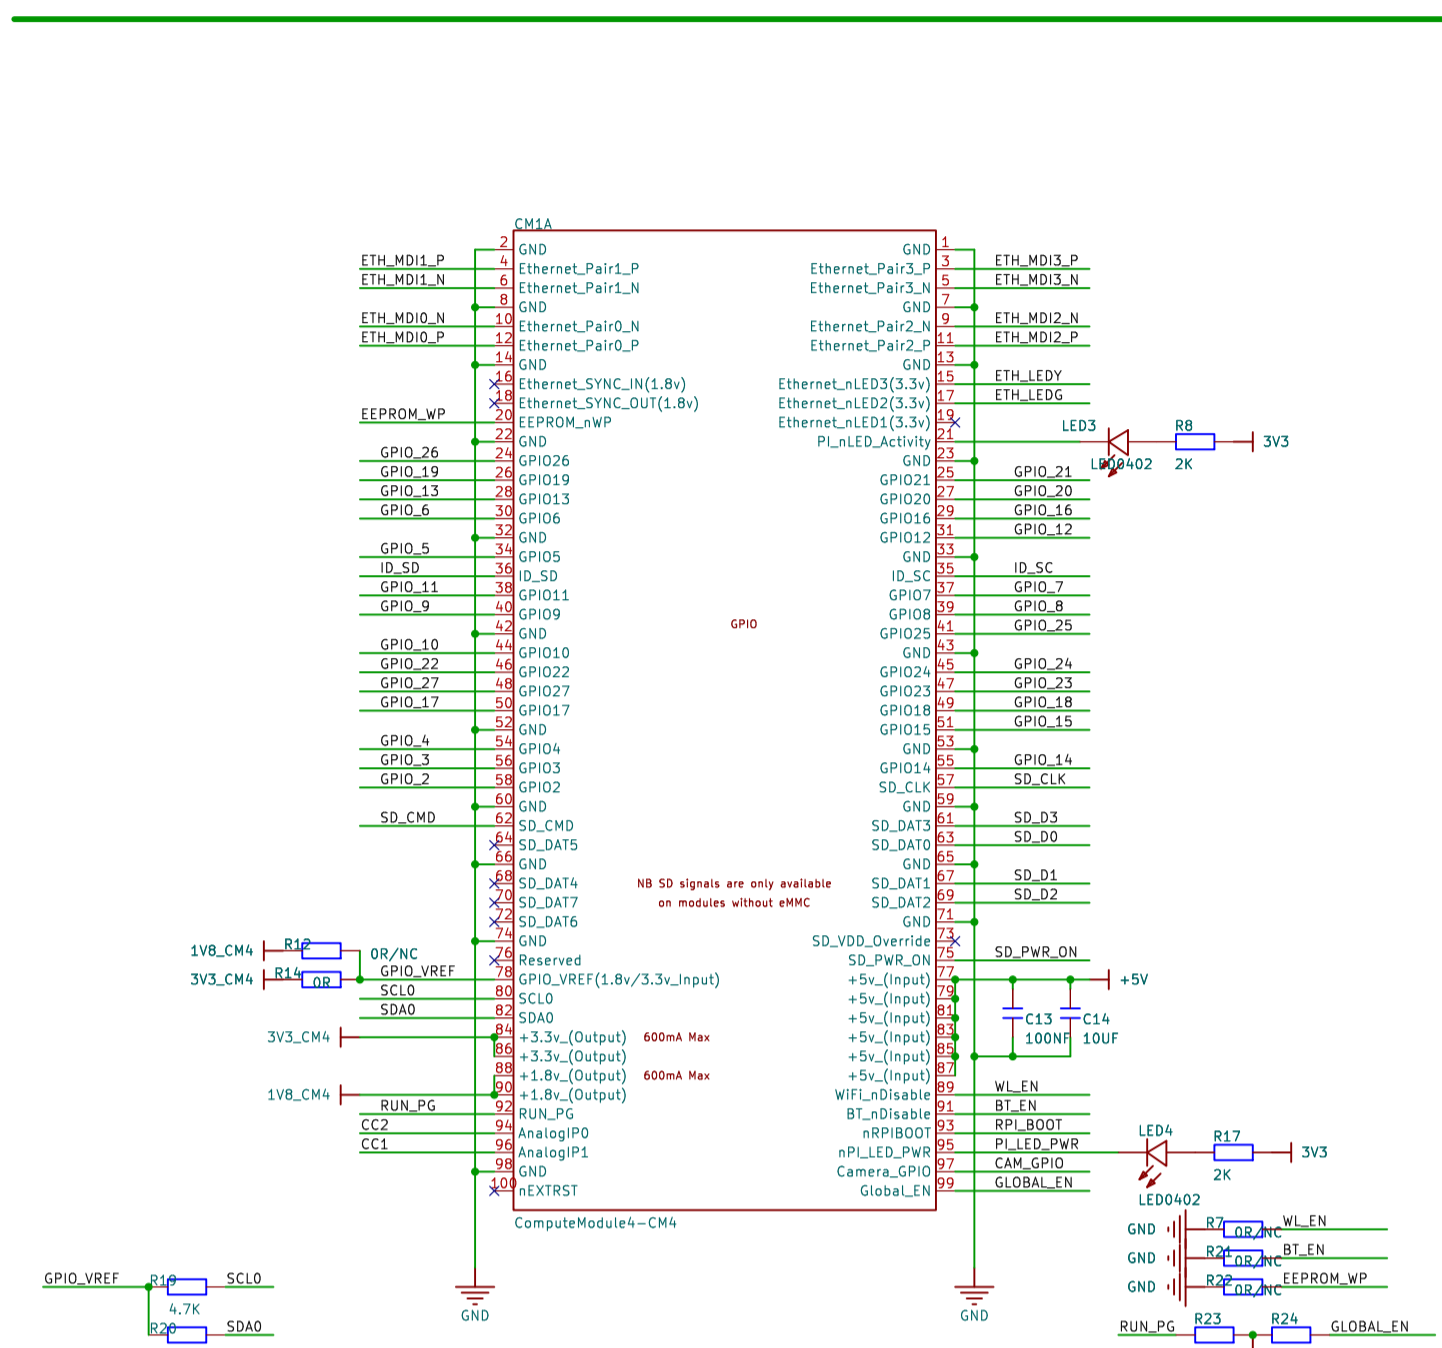 CM1A
2 GND GND 1
ETH_MDI1_P 4 Ethernet_Pair1_P Ethernet_Pair3_P 3 ETH_MDI3_P
ETH_MDI1_N 6 Ethernet_Pair1_N Ethernet_Pair3_N 5 ETH_MDI3_N
8 GND GND 7
ETH_MDI0_N 10 Ethernet_Pair0_N Ethernet_Pair2_N 9 ETH_MDI2_N
ETH_MDI0_P 12 Ethernet_Pair0_P Ethernet_Pair2_P 11 ETH_MDI2_P
14 GND GND 13
16 Ethernet_SYNC_IN(1.8v) Ethernet_nLED3(3.3v) 15 ETH_LEDY
18 Ethernet_SYNC_OUT(1.8v) Ethernet_nLED2(3.3v) 17 ETH_LEDG
EEPROM_WP 20 EEPROM_nWP Ethernet_nLED1(3.3v) 19 LED3 R8
22 GND PI_nLED_Activity 21 3V3
GPIO_26 24 GPIO26 GND 23 LED0402 2K
GPIO_19 26 GPIO19 GPIO21 25 GPIO_21
GPIO_13 28 GPIO13 GPIO20 27 GPIO_20
GPIO_6 30 GPIO6 GPIO16 29 GPIO_16
32 GND GPIO12 31 GPIO_12
GPIO_5 34 GPIO5 GND 33
ID_SD 36 ID_SD ID_SC 35 ID_SC
GPIO_11 38 GPIO11 GPIO7 37 GPIO_7
GPIO_9 40 GPIO9 GPIO8 39 GPIO_8
GPIO
42 GND GPIO25 41 GPIO_25
GPIO_10 44 GPIO10 GND 43
GPIO_22 46 GPIO22 GPIO24 45 GPIO_24
GPIO_27 48 GPIO27 GPIO23 47 GPIO_23
GPIO_17 50 GPIO17 GPIO18 49 GPIO_18
52 GND GPIO15 51 GPIO_15
GPIO_4 54 GPIO4 GND 53
GPIO_3 56 GPIO3 GPIO14 55 GPIO_14
GPIO_2 58 GPIO2 SD_CLK 57 SD_CLK
60 GND GND 59
SD_CMD 62 SD_CMD SD_DAT3 61 SD_D3
64 SD_DAT5 SD_DAT0 63 SD_D0
66 GND GND 65
68 SD_DAT4 NB SD signals are only available SD_DAT1 67 SD_D1
70 SD_DAT7 on modules without eMMC SD_DAT2 69 SD_D2
72 SD_DAT6 GND 71
74 GND SD_VDD_Override 73
1V8_CM4 R12 0R/NC
76 Reserved SD_PWR_ON 75 SD_PWR_ON
3V3_CM4 R14 0R GPIO_VREF 78 GPIO_VREF(1.8v/3.3v_Input) +5v_(Input) 77 +5V
SCL0 80 SCL0 +5v_(Input) 79
SDA0 82 SDA0 +5v_(Input) 81 C13 C14
3V3_CM4 84 +3.3v_(Output) 600mA Max +5v_(Input) 83 100NF 10UF
86 +3.3v_(Output) +5v_(Input) 85
88 +1.8v_(Output) 600mA Max +5v_(Input) 87
1V8_CM4 90 +1.8v_(Output) WiFi_nDisable 89 WL_EN
RUN_PG 92 RUN_PG BT_nDisable 91 BT_EN
CC2 94 AnalogIP0 nRPIBOOT 93 RPI_BOOT LED4 R17
CC1 96 AnalogIP1 nPI_LED_PWR 95 PI_LED_PWR 3V3
98 GND Camera_GPIO 97 CAM_GPIO 2K
100 nEXTRST Global_EN 99 GLOBAL_EN LED0402
ComputeModule4-CM4
GND R7 0R/NC WL_EN
GND R21 0R/NC BT_EN
GND R22 0R/NC EEPROM_WP
GPIO_VREF R19 SCL0
4.7K
GND GND
R20 SDA0
RUN_PG R23 R24 GLOBAL_EN